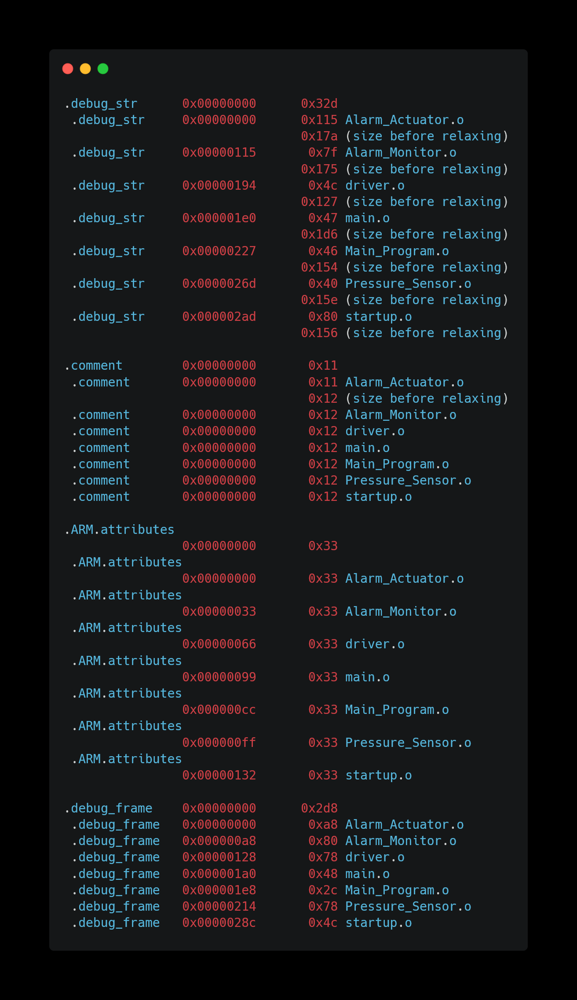 .debug_str      0x00000000      0x32d
 .debug_str     0x00000000      0x115 Alarm_Actuator.o
                                0x17a (size before relaxing)
 .debug_str     0x00000115       0x7f Alarm_Monitor.o
                                0x175 (size before relaxing)
 .debug_str     0x00000194       0x4c driver.o
                                0x127 (size before relaxing)
 .debug_str     0x000001e0       0x47 main.o
                                0x1d6 (size before relaxing)
 .debug_str     0x00000227       0x46 Main_Program.o
                                0x154 (size before relaxing)
 .debug_str     0x0000026d       0x40 Pressure_Sensor.o
                                0x15e (size before relaxing)
 .debug_str     0x000002ad       0x80 startup.o
                                0x156 (size before relaxing)

.comment        0x00000000       0x11
 .comment       0x00000000       0x11 Alarm_Actuator.o
                                 0x12 (size before relaxing)
 .comment       0x00000000       0x12 Alarm_Monitor.o
 .comment       0x00000000       0x12 driver.o
 .comment       0x00000000       0x12 main.o
 .comment       0x00000000       0x12 Main_Program.o
 .comment       0x00000000       0x12 Pressure_Sensor.o
 .comment       0x00000000       0x12 startup.o

.ARM.attributes
                0x00000000       0x33
 .ARM.attributes
                0x00000000       0x33 Alarm_Actuator.o
 .ARM.attributes
                0x00000033       0x33 Alarm_Monitor.o
 .ARM.attributes
                0x00000066       0x33 driver.o
 .ARM.attributes
                0x00000099       0x33 main.o
 .ARM.attributes
                0x000000cc       0x33 Main_Program.o
 .ARM.attributes
                0x000000ff       0x33 Pressure_Sensor.o
 .ARM.attributes
                0x00000132       0x33 startup.o

.debug_frame    0x00000000      0x2d8
 .debug_frame   0x00000000       0xa8 Alarm_Actuator.o
 .debug_frame   0x000000a8       0x80 Alarm_Monitor.o
 .debug_frame   0x00000128       0x78 driver.o
 .debug_frame   0x000001a0       0x48 main.o
 .debug_frame   0x000001e8       0x2c Main_Program.o
 .debug_frame   0x00000214       0x78 Pressure_Sensor.o
 .debug_frame   0x0000028c       0x4c startup.o